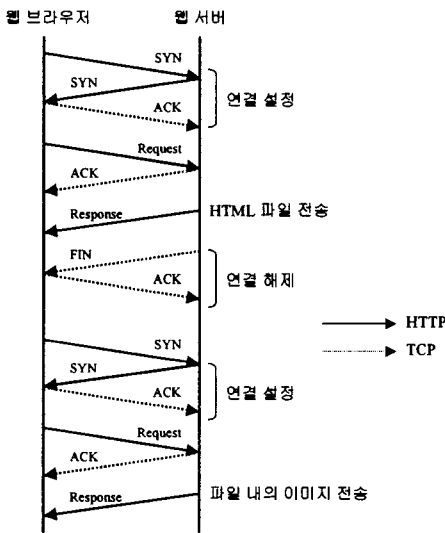 웹 브라우저 웹 서버
SYN
SYN
ACK
연결 설정
Request
ACK
Response
HTML 파일 전송
FIN
ACK
연결 해제
HTTP
TCP
SYN
SYN
ACK
연결 설정
Request
ACK
Response
파일 내의 이미지 전송